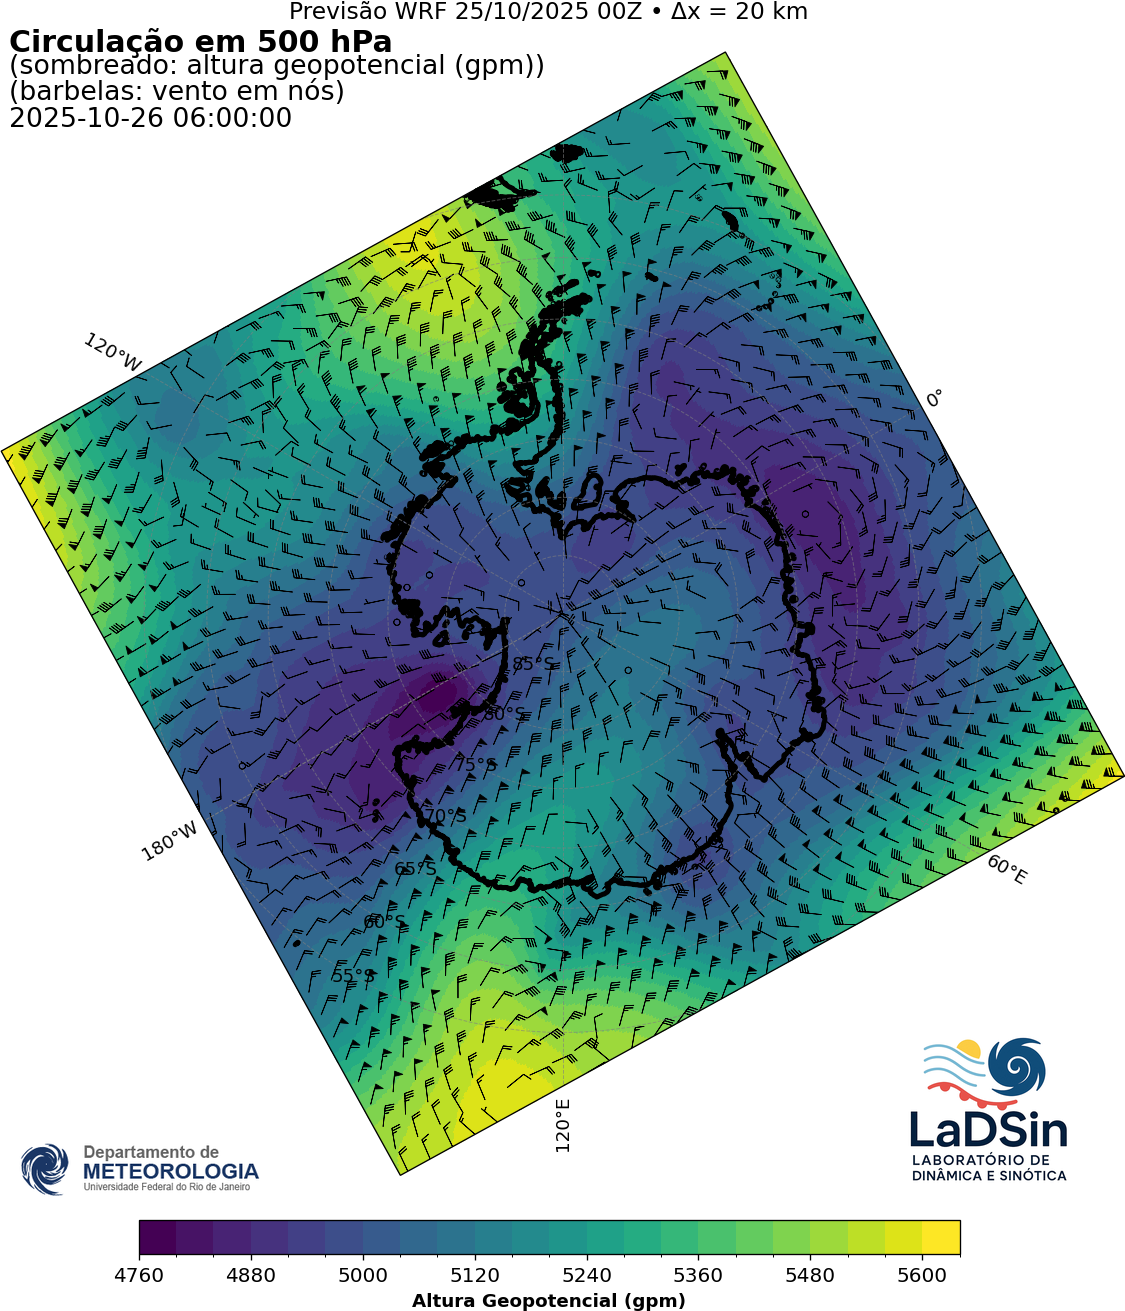 Previsão WRF 25/10/2025 00Z • Δx = 20 km
Circulação em 500 hPa
(sombreado: altura geopotencial (gpm))
(barbelas: vento em nós)
2025-10-26 06:00:00
120°W
0°
85°S
80°S
75°S
70°S
65°S
60°S
55°S
180°W
60°E
120°E
LaDSin
LABORATÓRIO DE
DINÂMICA E SINÓTICA
Departamento de
METEOROLOGIA
Universidade Federal do Rio de Janeiro
4760 4880 5000 5120 5240 5360 5480 5600
Altura Geopotencial (gpm)